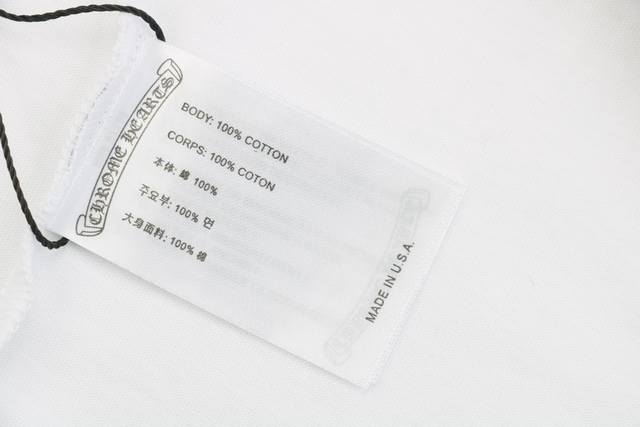 CHROME HEARTS
BODY: 100% COTTON
CORPS: 100% COTON
本体: 綿 100%
주요부: 100% 면
大身面料: 100% 棉
MADE IN U.S.A.